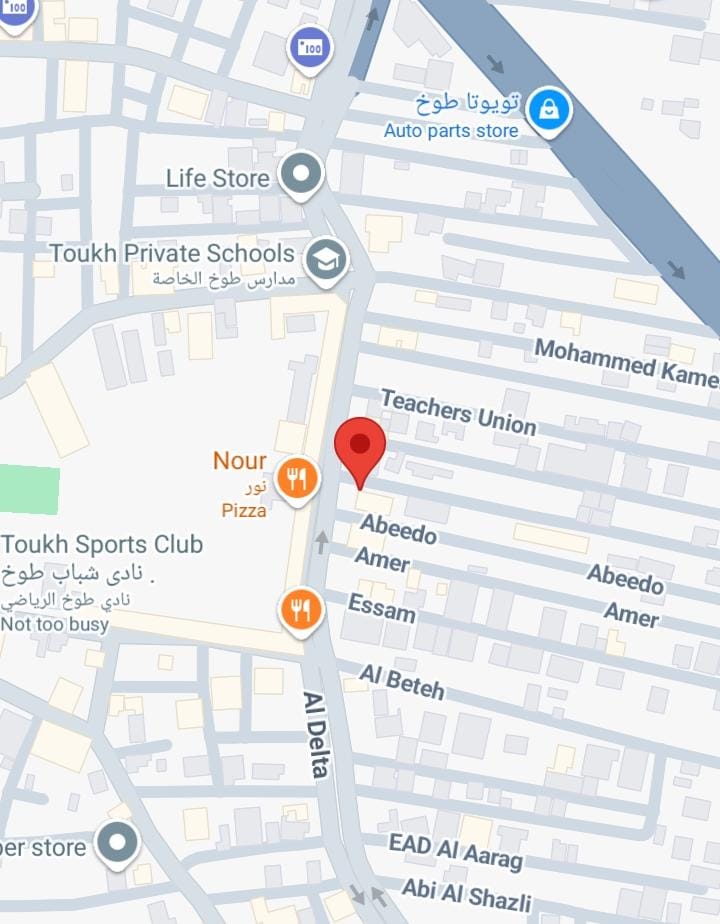 100
100
تويوتا طوخ
Auto parts store
Life Store
Toukh Private Schools
مدارس طوخ الخاصة
Mohammed Kame
Teachers Union
Nour
نور
Pizza
Abeedo
Toukh Sports Club
نادى شباب طوخ .
نادي طوخ الرياضي
Not too busy
Amer
Abeedo
Essam
Amer
Al Beteh
Al Delta
per store
EAD Al Aarag
Abi Al Shazli